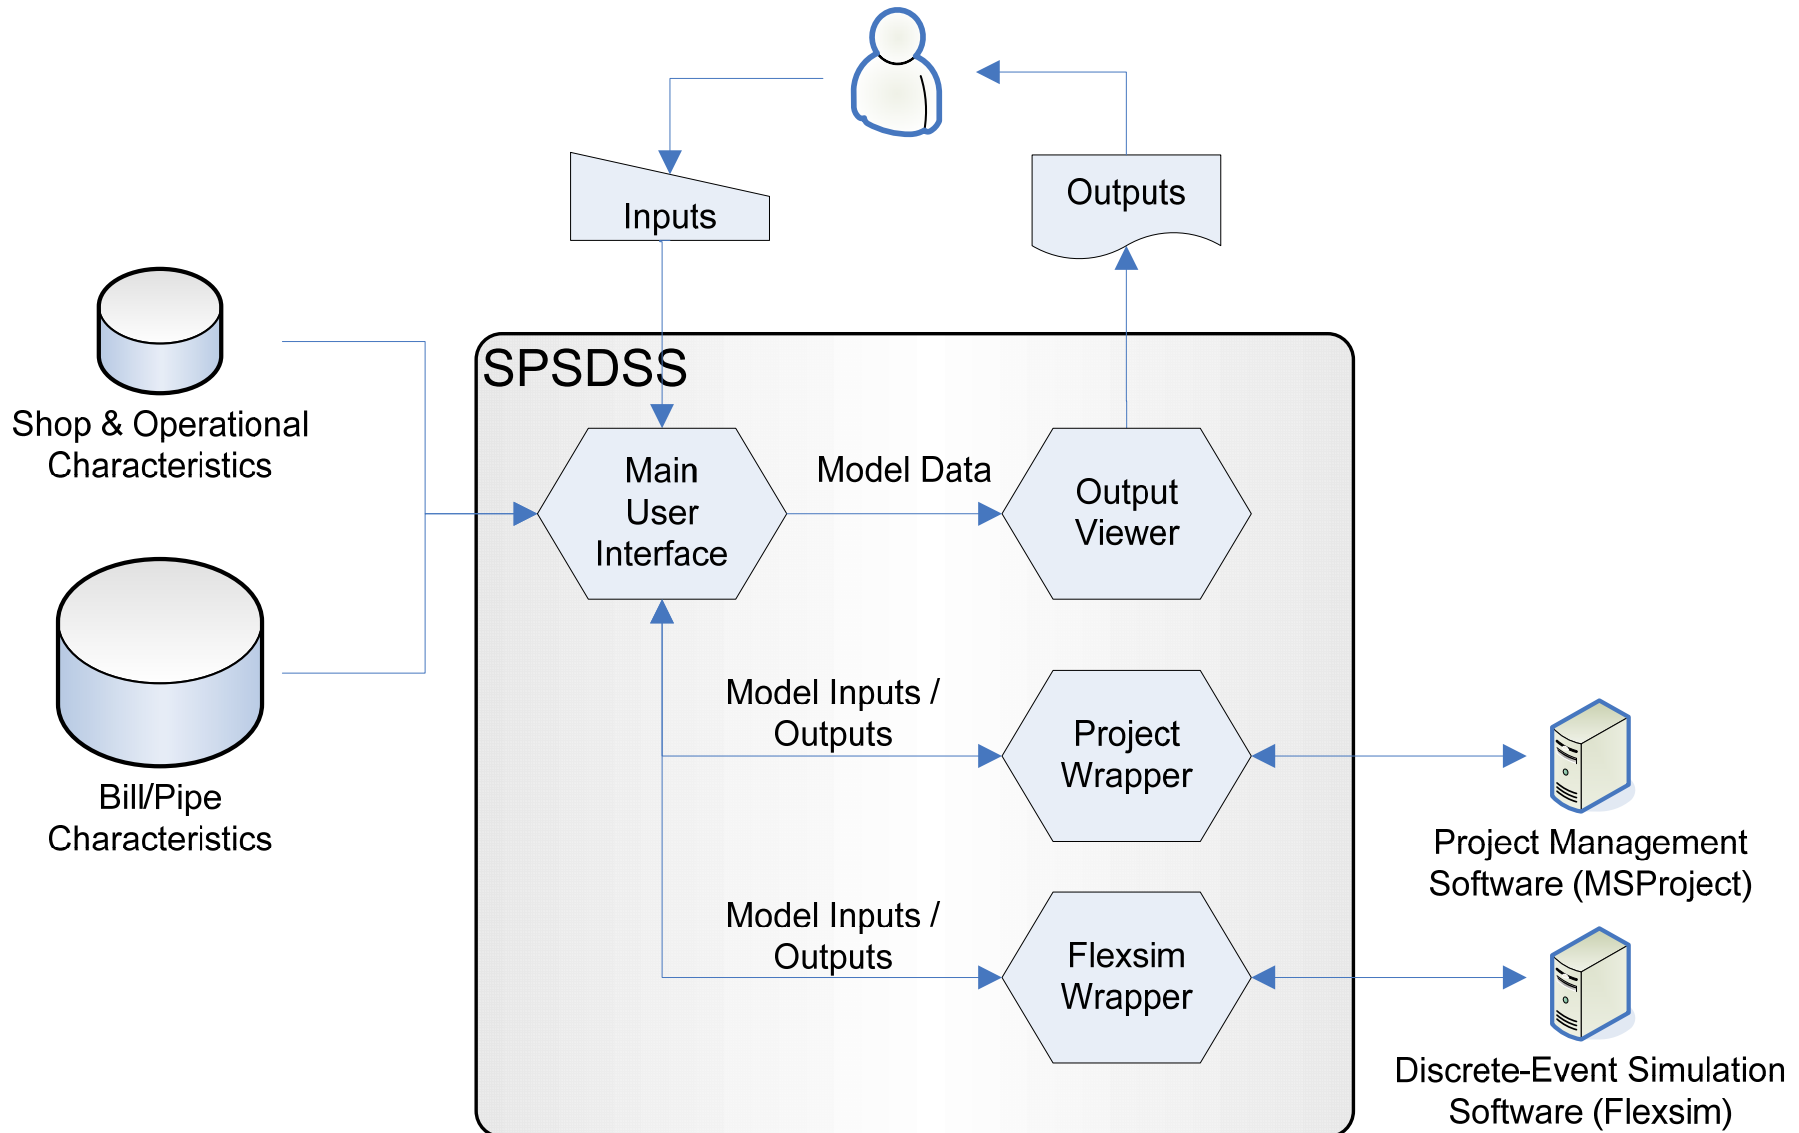 Inputs
Outputs
SPSDSS
Shop & Operational
Characteristics
Main
User
Interface
Model Data
Output
Viewer
Bill/Pipe
Characteristics
Model Inputs /
Outputs
Project
Wrapper
Project Management
Software (MSProject)
Model Inputs /
Outputs
Flexsim
Wrapper
Discrete-Event Simulation
Software (Flexsim)